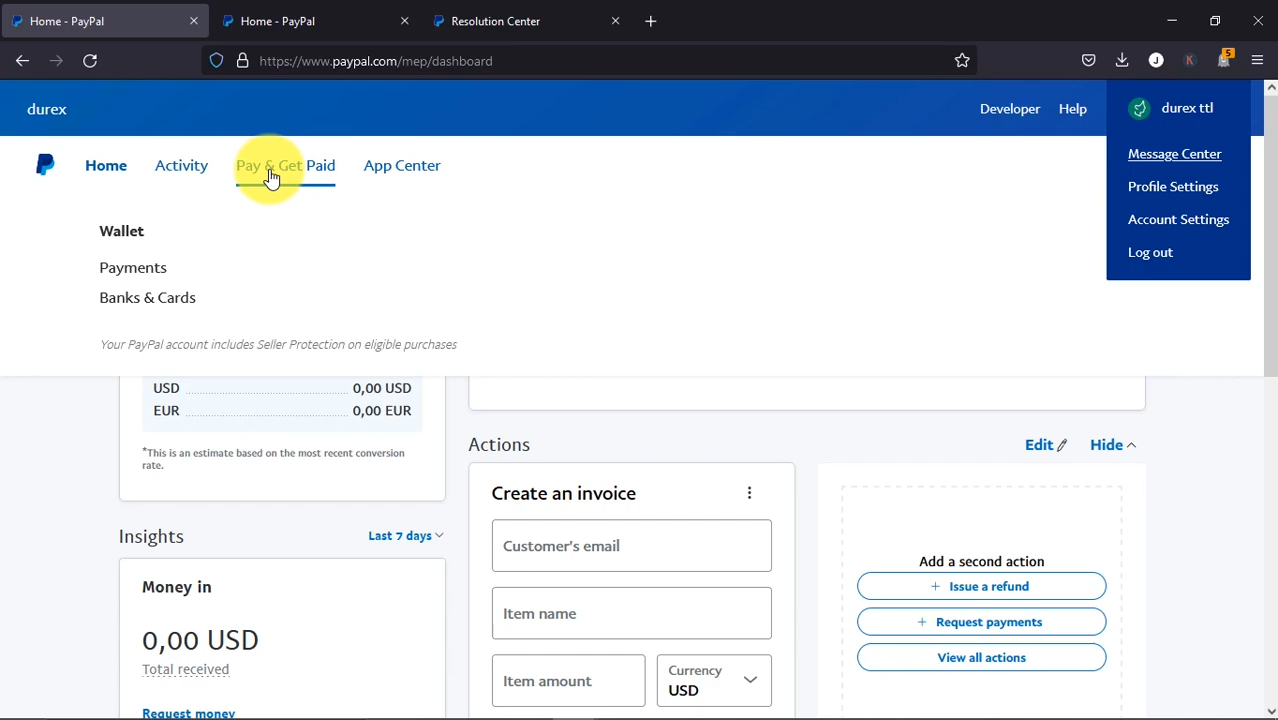 Home - PayPal
Home - PayPal
Resolution Center
https://www.paypal.com/mep/dashboard
J
K
5
durex
Developer
Help
durex ttl
Message Center
Profile Settings
Account Settings
Log out
Home
Activity
Pay & Get Paid
App Center
Wallet
Payments
Banks & Cards
Your PayPal account includes Seller Protection on eligible purchases
USD 0,00 USD
EUR 0,00 EUR
*This is an estimate based on the most recent conversion
rate.
Insights
Last 7 days
Money in
0,00 USD
Total received
Request money
Actions
Edit
Hide
Create an invoice
Customer's email
Item name
Item amount
Currency
USD
Add a second action
+ Issue a refund
+ Request payments
View all actions